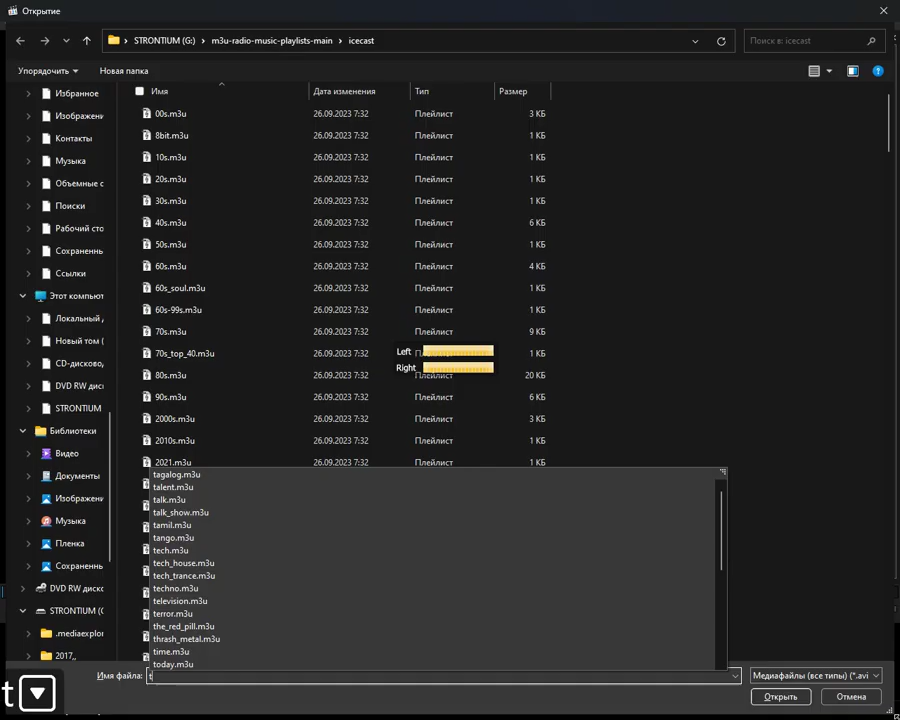 Открытие
STRONTIUM (G:) > m3u-radio-music-playlists-main > icecast
Поиск в: icecast
Упорядочить
Новая папка
Имя Дата изменения Тип Размер
Избранное
Изображени
Контакты
Музыка
Объемные с
Поиски
Рабочий сто
Сохраненны
Ссылки
Этот компьют
Локальный д
Новый том (
CD-дисковод
DVD RW дис
STRONTIUM
Библиотеки
Видео
Документы
Изображени
Музыка
Пленка
Сохраненны
DVD RW диско
STRONTIUM (
.mediaexplor
2017,,
00s.m3u 26.09.2023 7:32 Плейлист 3 КБ
8bit.m3u 26.09.2023 7:32 Плейлист 1 КБ
10s.m3u 26.09.2023 7:32 Плейлист 1 КБ
20s.m3u 26.09.2023 7:32 Плейлист 1 КБ
30s.m3u 26.09.2023 7:32 Плейлист 1 КБ
40s.m3u 26.09.2023 7:32 Плейлист 6 КБ
50s.m3u 26.09.2023 7:32 Плейлист 1 КБ
60s.m3u 26.09.2023 7:32 Плейлист 4 КБ
60s_soul.m3u 26.09.2023 7:32 Плейлист 1 КБ
60s-99s.m3u 26.09.2023 7:32 Плейлист 1 КБ
70s.m3u 26.09.2023 7:32 Плейлист 9 КБ
70s_top_40.m3u 26.09.2023 7:32 1 КБ
80s.m3u 26.09.2023 7:32 Плейлист 20 КБ
90s.m3u 26.09.2023 7:32 Плейлист 6 КБ
2000s.m3u 26.09.2023 7:32 Плейлист 3 КБ
2010s.m3u 26.09.2023 7:32 Плейлист 1 КБ
2021.m3u 26.09.2023 7:32 Плейлист 1 КБ
Left
Right
tagalog.m3u
talent.m3u
talk.m3u
talk_show.m3u
tamil.m3u
tango.m3u
tech.m3u
tech_house.m3u
tech_trance.m3u
techno.m3u
television.m3u
terror.m3u
the_red_pill.m3u
thrash_metal.m3u
time.m3u
today.m3u
Имя файла: t
Медиафайлы (все типы) (*.avi
Открыть
Отмена
t